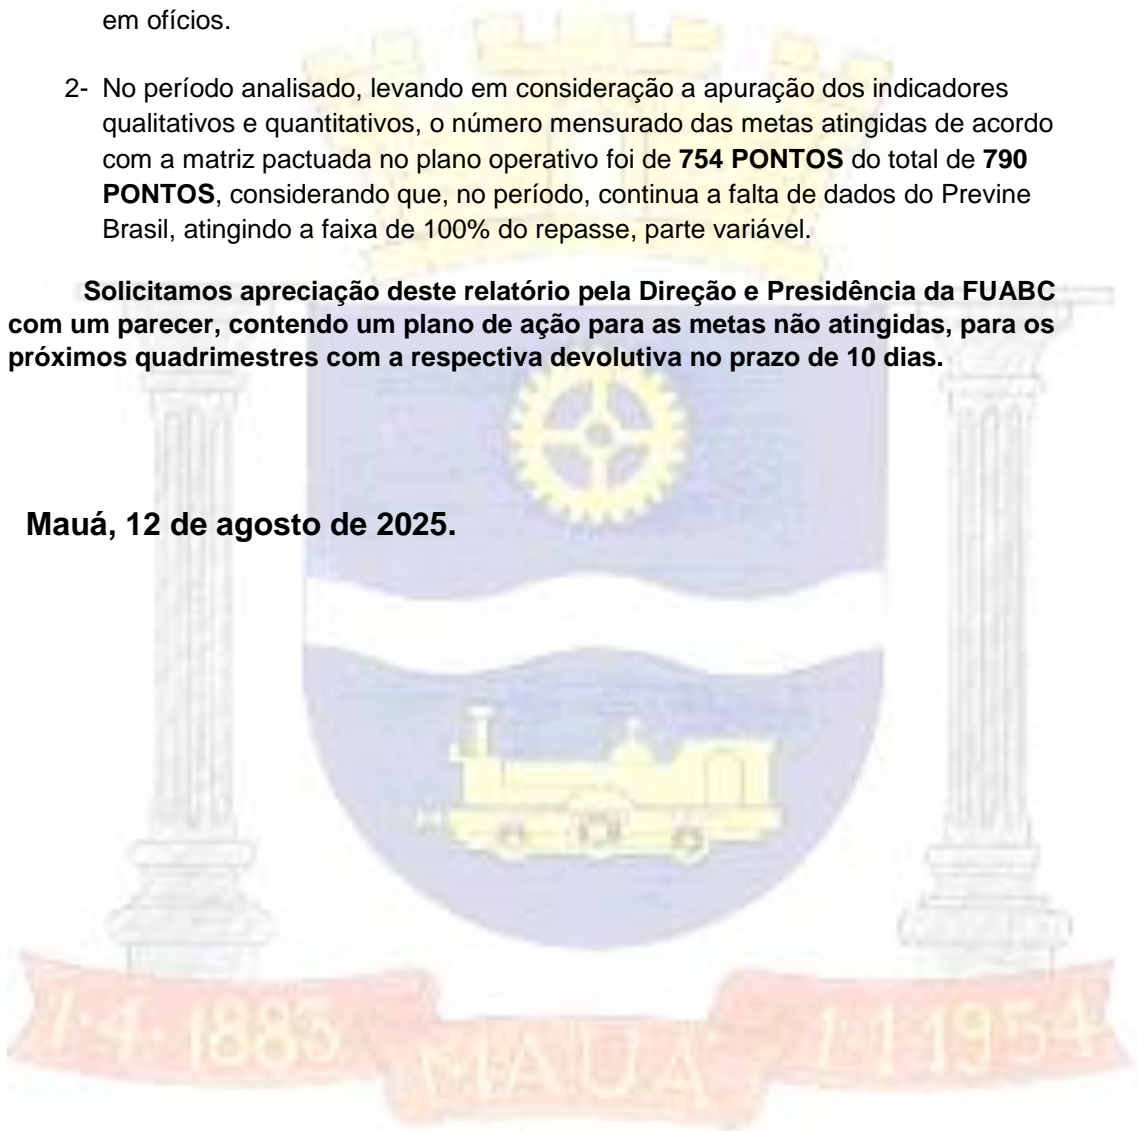 em ofícios.
2- No período analisado, levando em consideração a apuração dos indicadores
qualitativos e quantitativos, o número mensurado das metas atingidas de acordo
com a matriz pactuada no plano operativo foi de 754 PONTOS do total de 790
PONTOS, considerando que, no período, continua a falta de dados do Previne
Brasil, atingindo a faixa de 100% do repasse, parte variável.
Solicitamos apreciação deste relatório pela Direção e Presidência da FUABC
com um parecer, contendo um plano de ação para as metas não atingidas, para os
próximos quadrimestres com a respectiva devolutiva no prazo de 10 dias.
Mauá, 12 de agosto de 2025.
1-4-1883 MAUÁ 1-1-1954